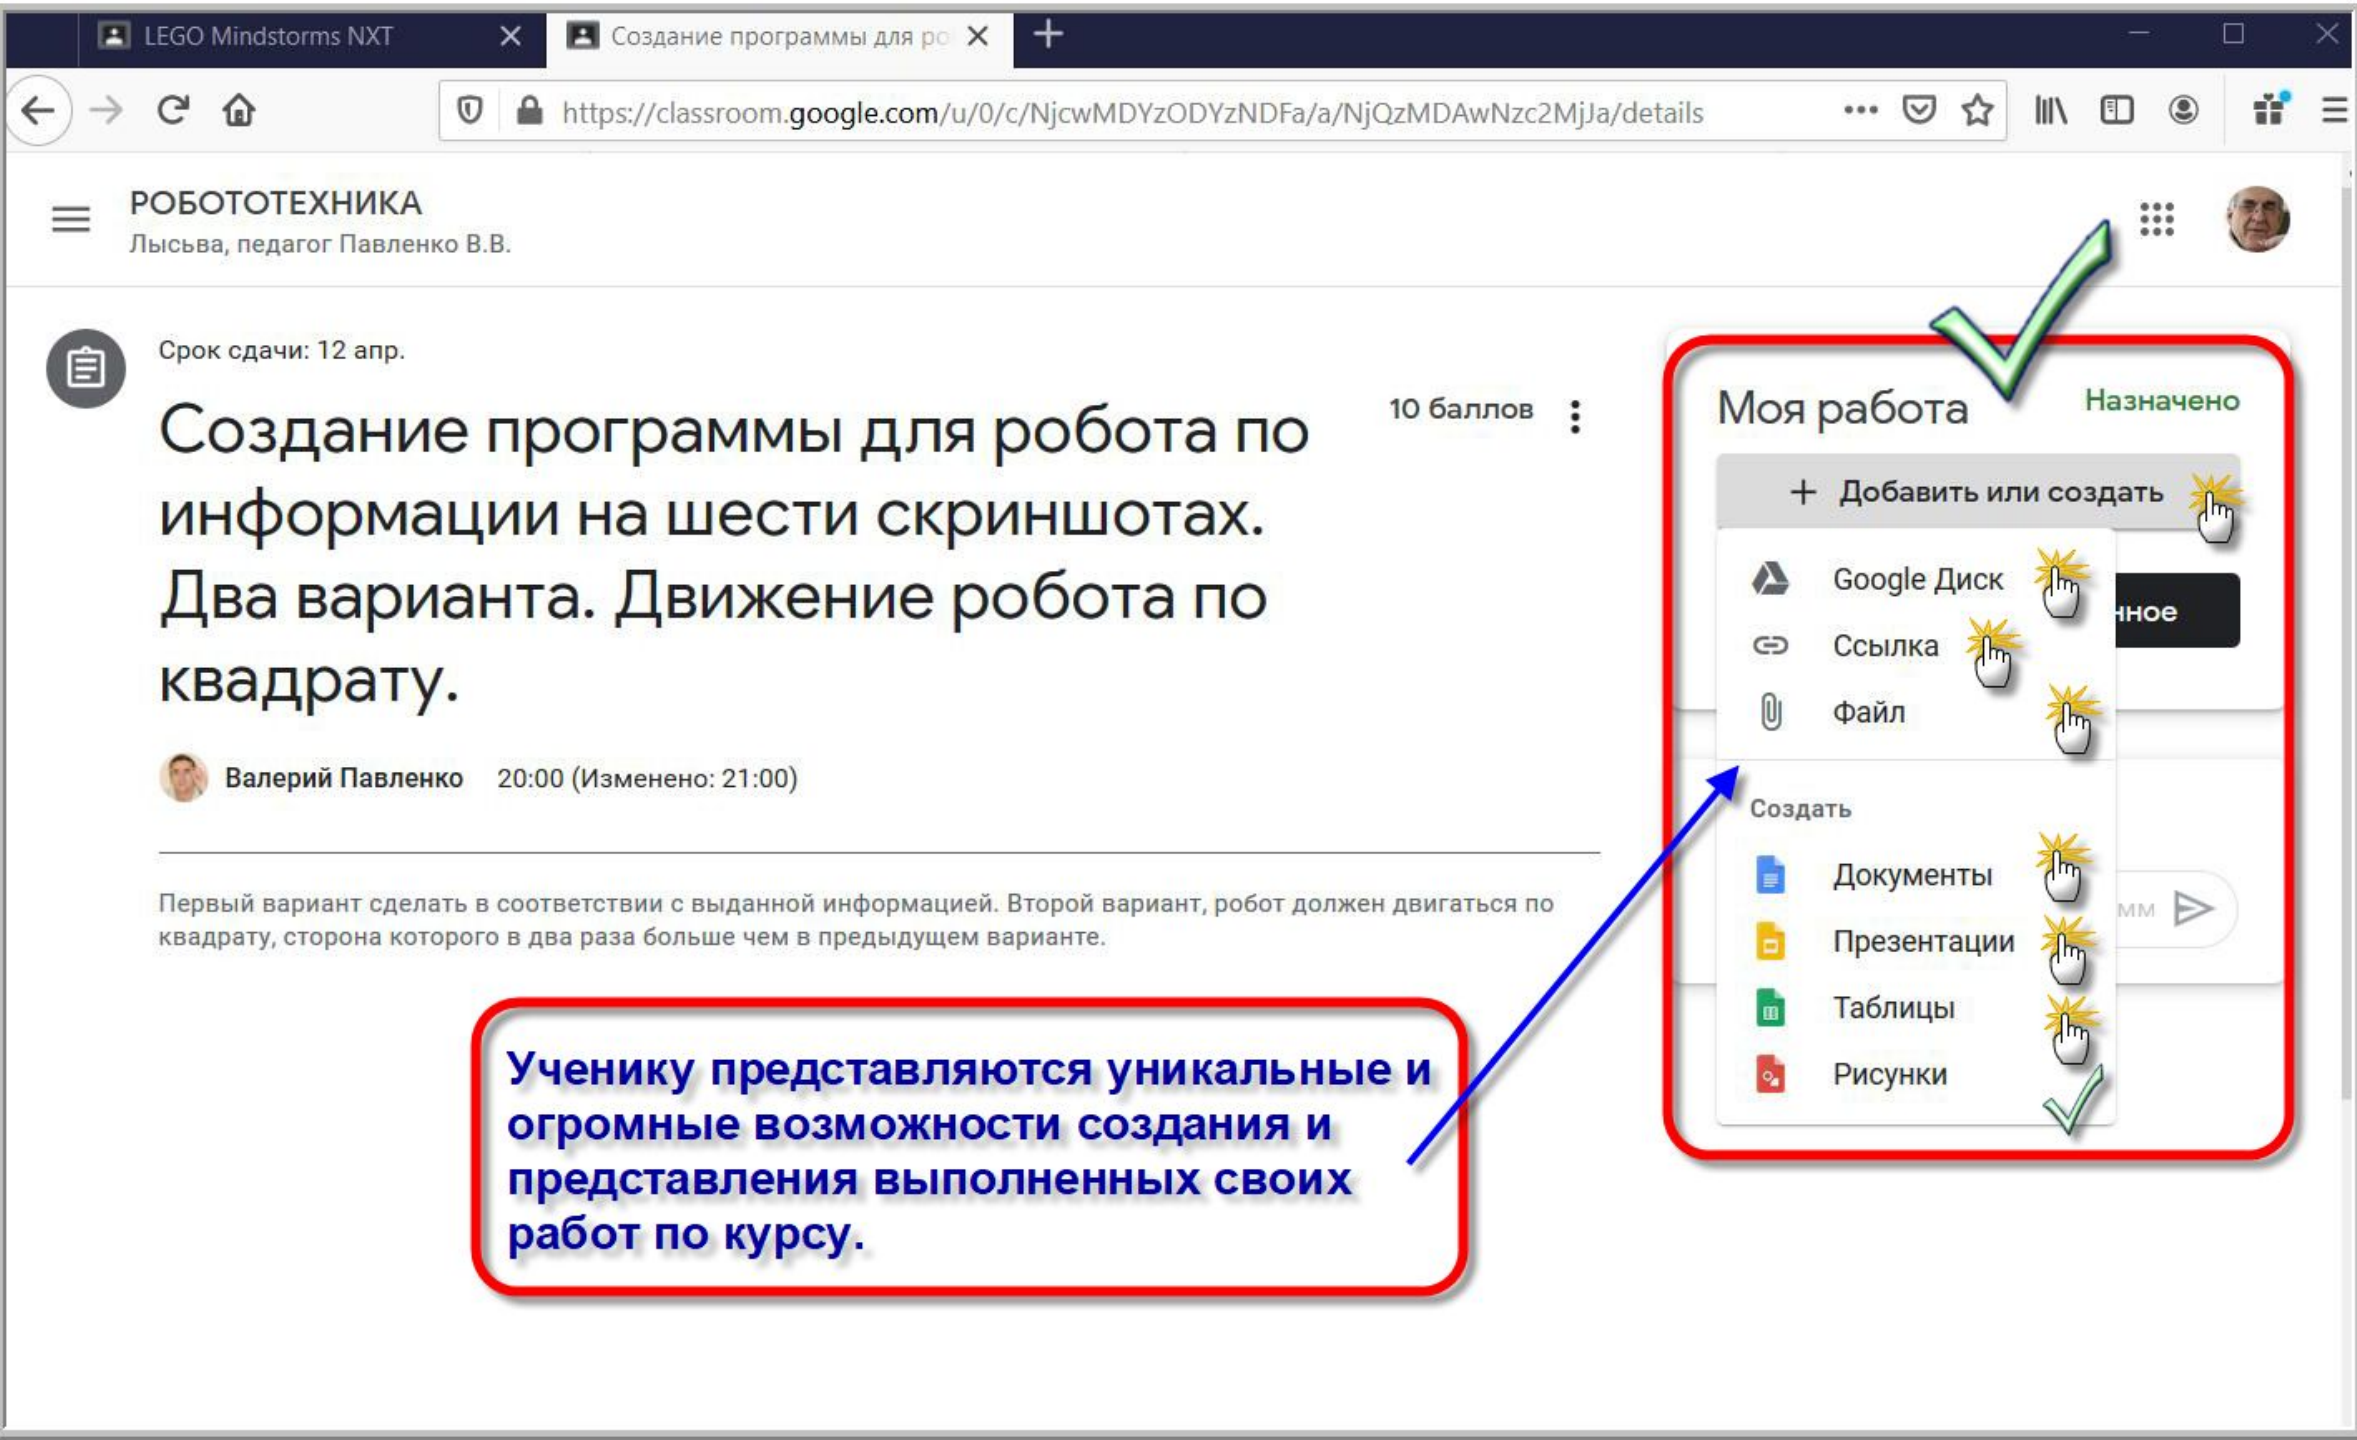 LEGO Mindstorms NXT
Создание программы для ро
https://classroom.google.com/u/0/c/NjcwMDYzODYzNDFa/a/NjQzMDAwNzc2MjJa/details
РОБОТОТЕХНИКА
Лысьва, педагог Павленко В.В.
Срок сдачи: 12 апр.
Создание программы для робота по
информации на шести скриншотах.
Два варианта. Движение робота по
квадрату.
10 баллов
Валерий Павленко 20:00 (Изменено: 21:00)
Первый вариант сделать в соответствии с выданной информацией. Второй вариант, робот должен двигаться по
квадрату, сторона которого в два раза больше чем в предыдущем варианте.
Ученику представляются уникальные и
огромные возможности создания и
представления выполненных своих
работ по курсу.
Моя работа
Назначено
+ Добавить или создать
Google Диск
нное
Ссылка
Файл
Создать
Документы
мм
Презентации
Таблицы
Рисунки